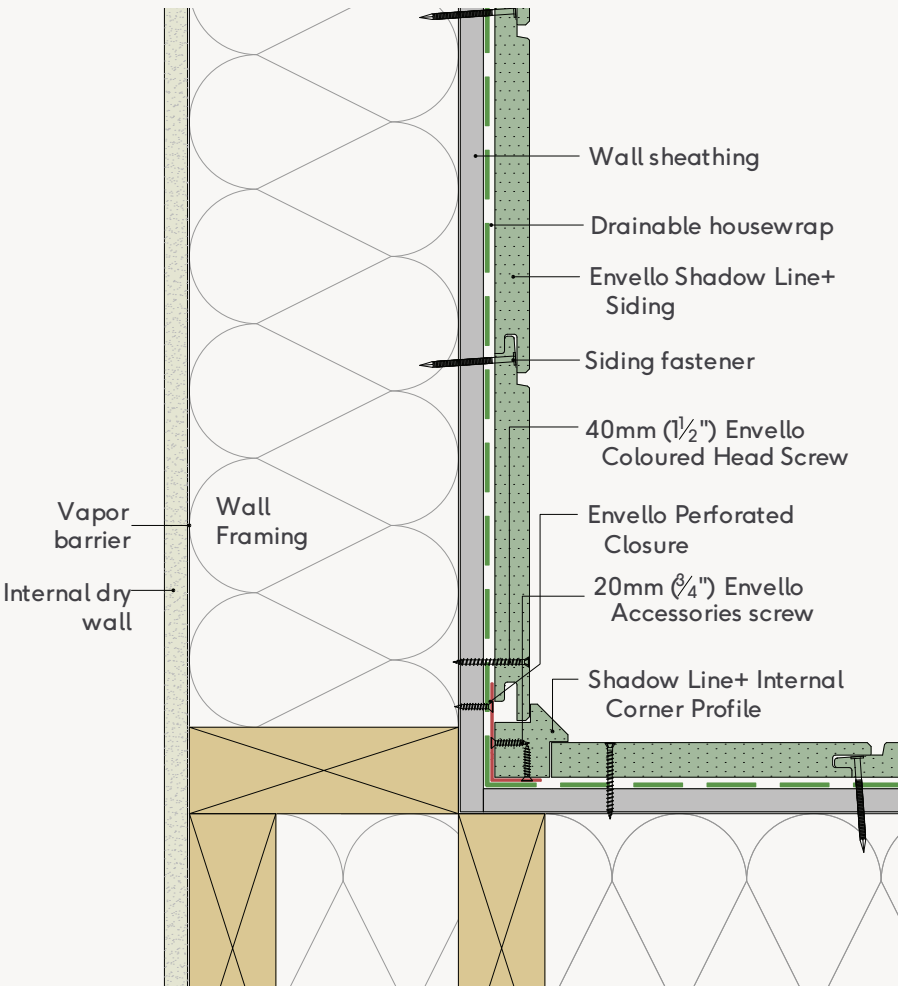 Wall sheathing
Drainable housewrap
Envello Shadow Line+
Siding
Siding fastener
40mm (1½") Envello
Coloured Head Screw
Vapor
barrier
Wall
Framing
Envello Perforated
Closure
Internal dry
wall
20mm (¾") Envello
Accessories screw
Shadow Line+ Internal
Corner Profile